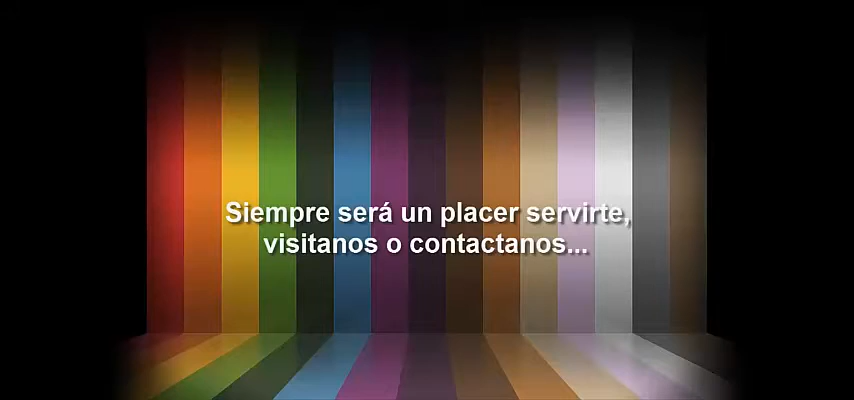 Siempre será un placer servirte,
visitanos o contactanos...